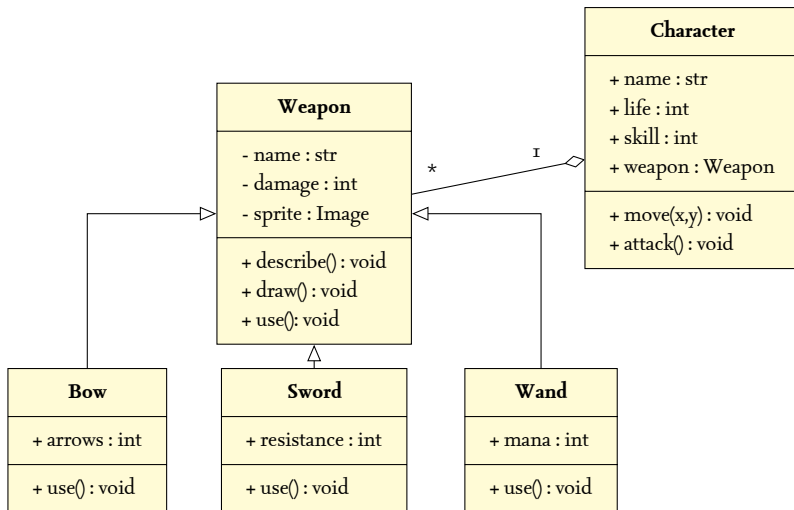 Character
+ name : str
+ life : int
+ skill : int
+ weapon : Weapon
+ move(x,y) : void
+ attack() : void
Weapon
- name : str
- damage : int
- sprite : Image
+ describe() : void
+ draw() : void
+ use(): void
*
1
Bow
+ arrows : int
+ use() : void
Sword
+ resistance : int
+ use() : void
Wand
+ mana : int
+ use() : void